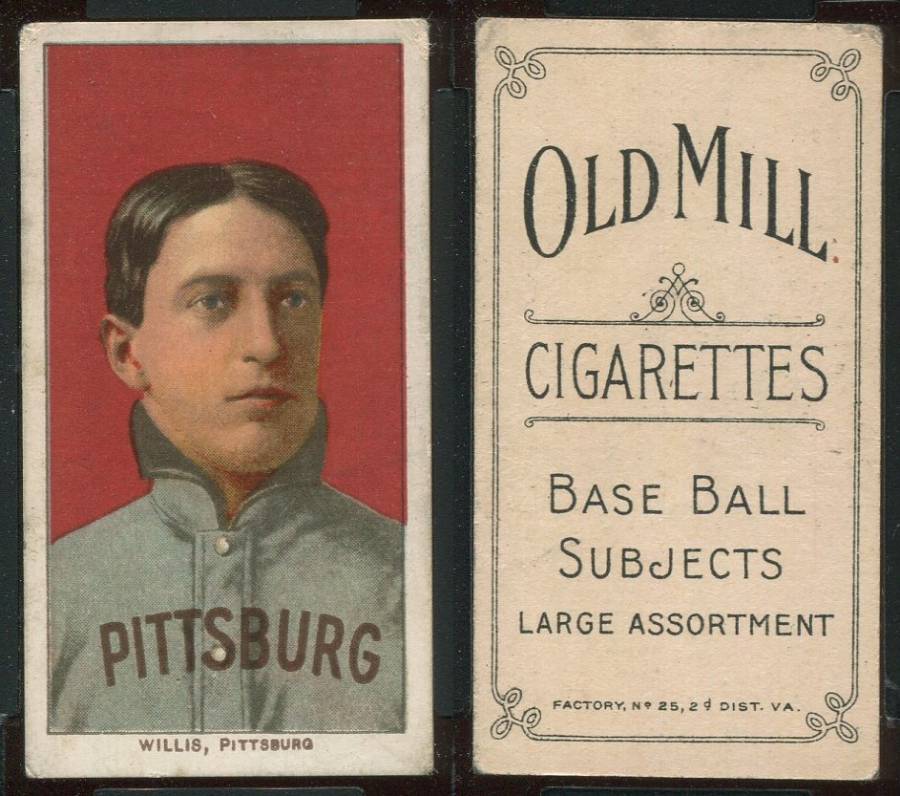 PITTSBURG
WILLIS, PITTSBURG
OLD MILL
CIGARETTES
BASE BALL
SUBJECTS
LARGE ASSORTMENT
FACTORY, Nº 25, 2ᵈ DIST. VA.